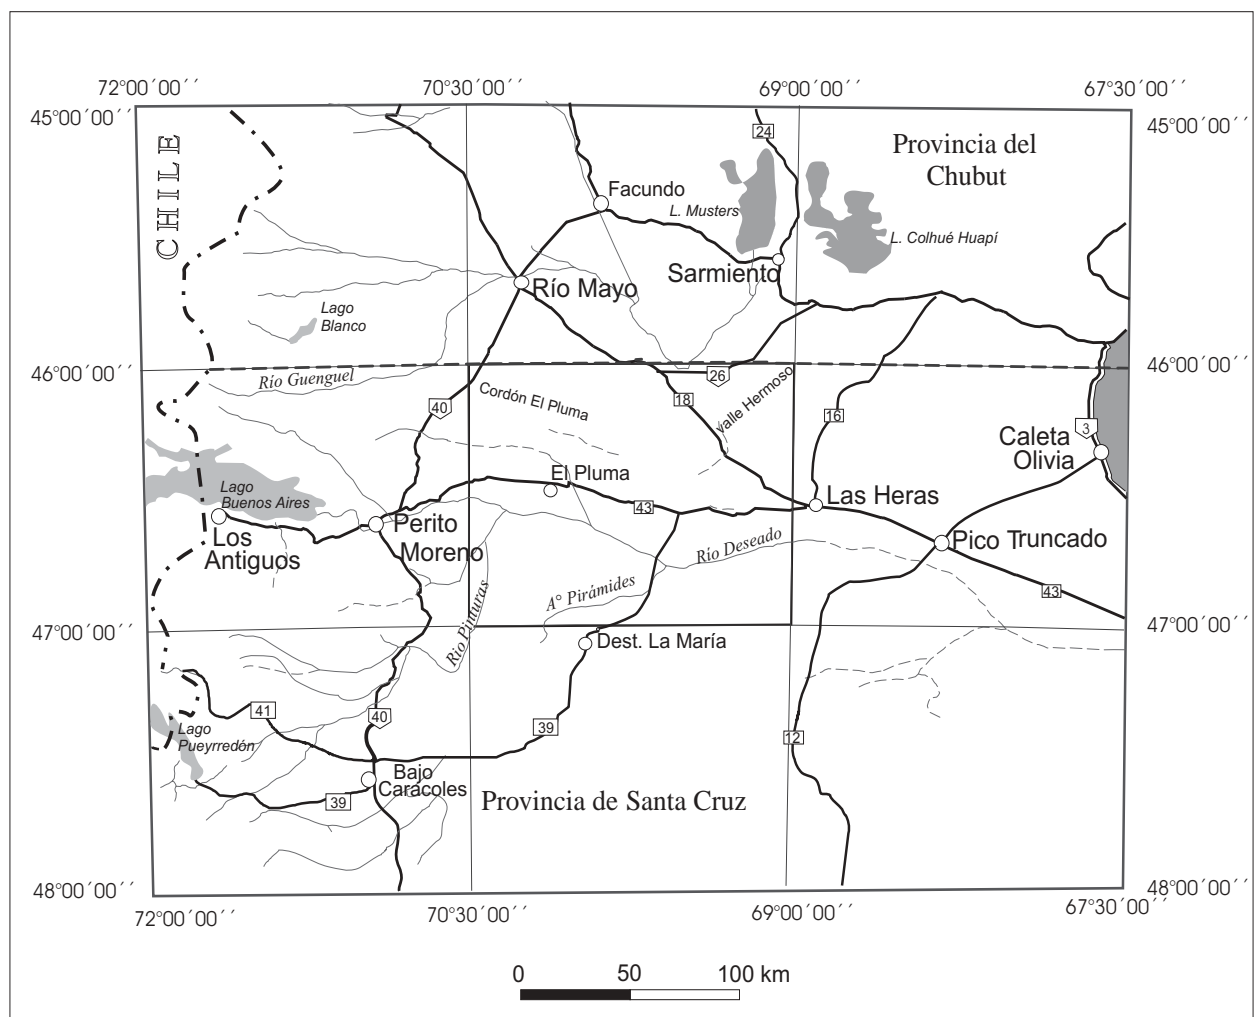 72°00´00´´
70°30´00´´
69°00´00´´
67°30´00´´
45°00´00´´
45°00´00´´
CHILE
24
Provincia del
Chubut
Facundo
L. Musters
L. Colhué Huapí
Sarmiento
Río Mayo
Lago
Blanco
46°00´00´´
46°00´00´´
Río Guenguel
26
Cordón El Pluma
18
Valle Hermoso
40
16
3
Caleta
Olivia
El Pluma
Lago
Buenos Aires
43
Las Heras
Los
Antiguos
Perito
Moreno
Río Deseado
Pico Truncado
A° Pirámides
43
Río Pinturas
47°00´00´´
47°00´00´´
Dest. La María
41
40
39
12
Lago
Pueyrredón
Bajo
Caracoles
39
Provincia de Santa Cruz
48°00´00´´
48°00´00´´
72°00´00´´
70°30´00´´
69°00´00´´
67°30´00´´
0 50 100 km